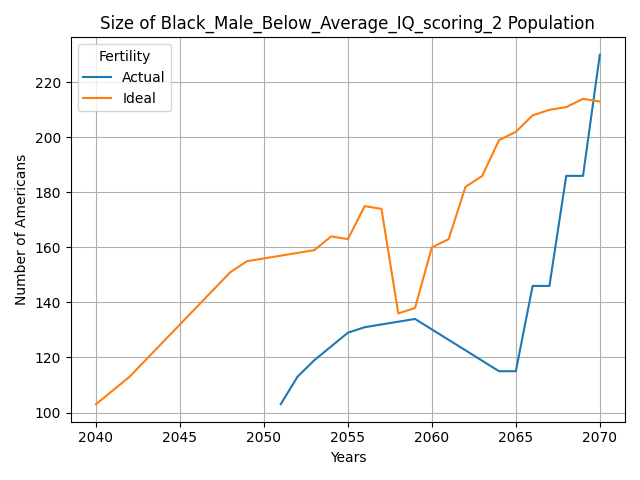 Size of Black_Male_Below_Average_IQ_scoring_2 Population
Fertility
Actual
Ideal
Number of Americans
220
200
180
160
140
120
100
2040
2045
2050
2055
2060
2065
2070
Years